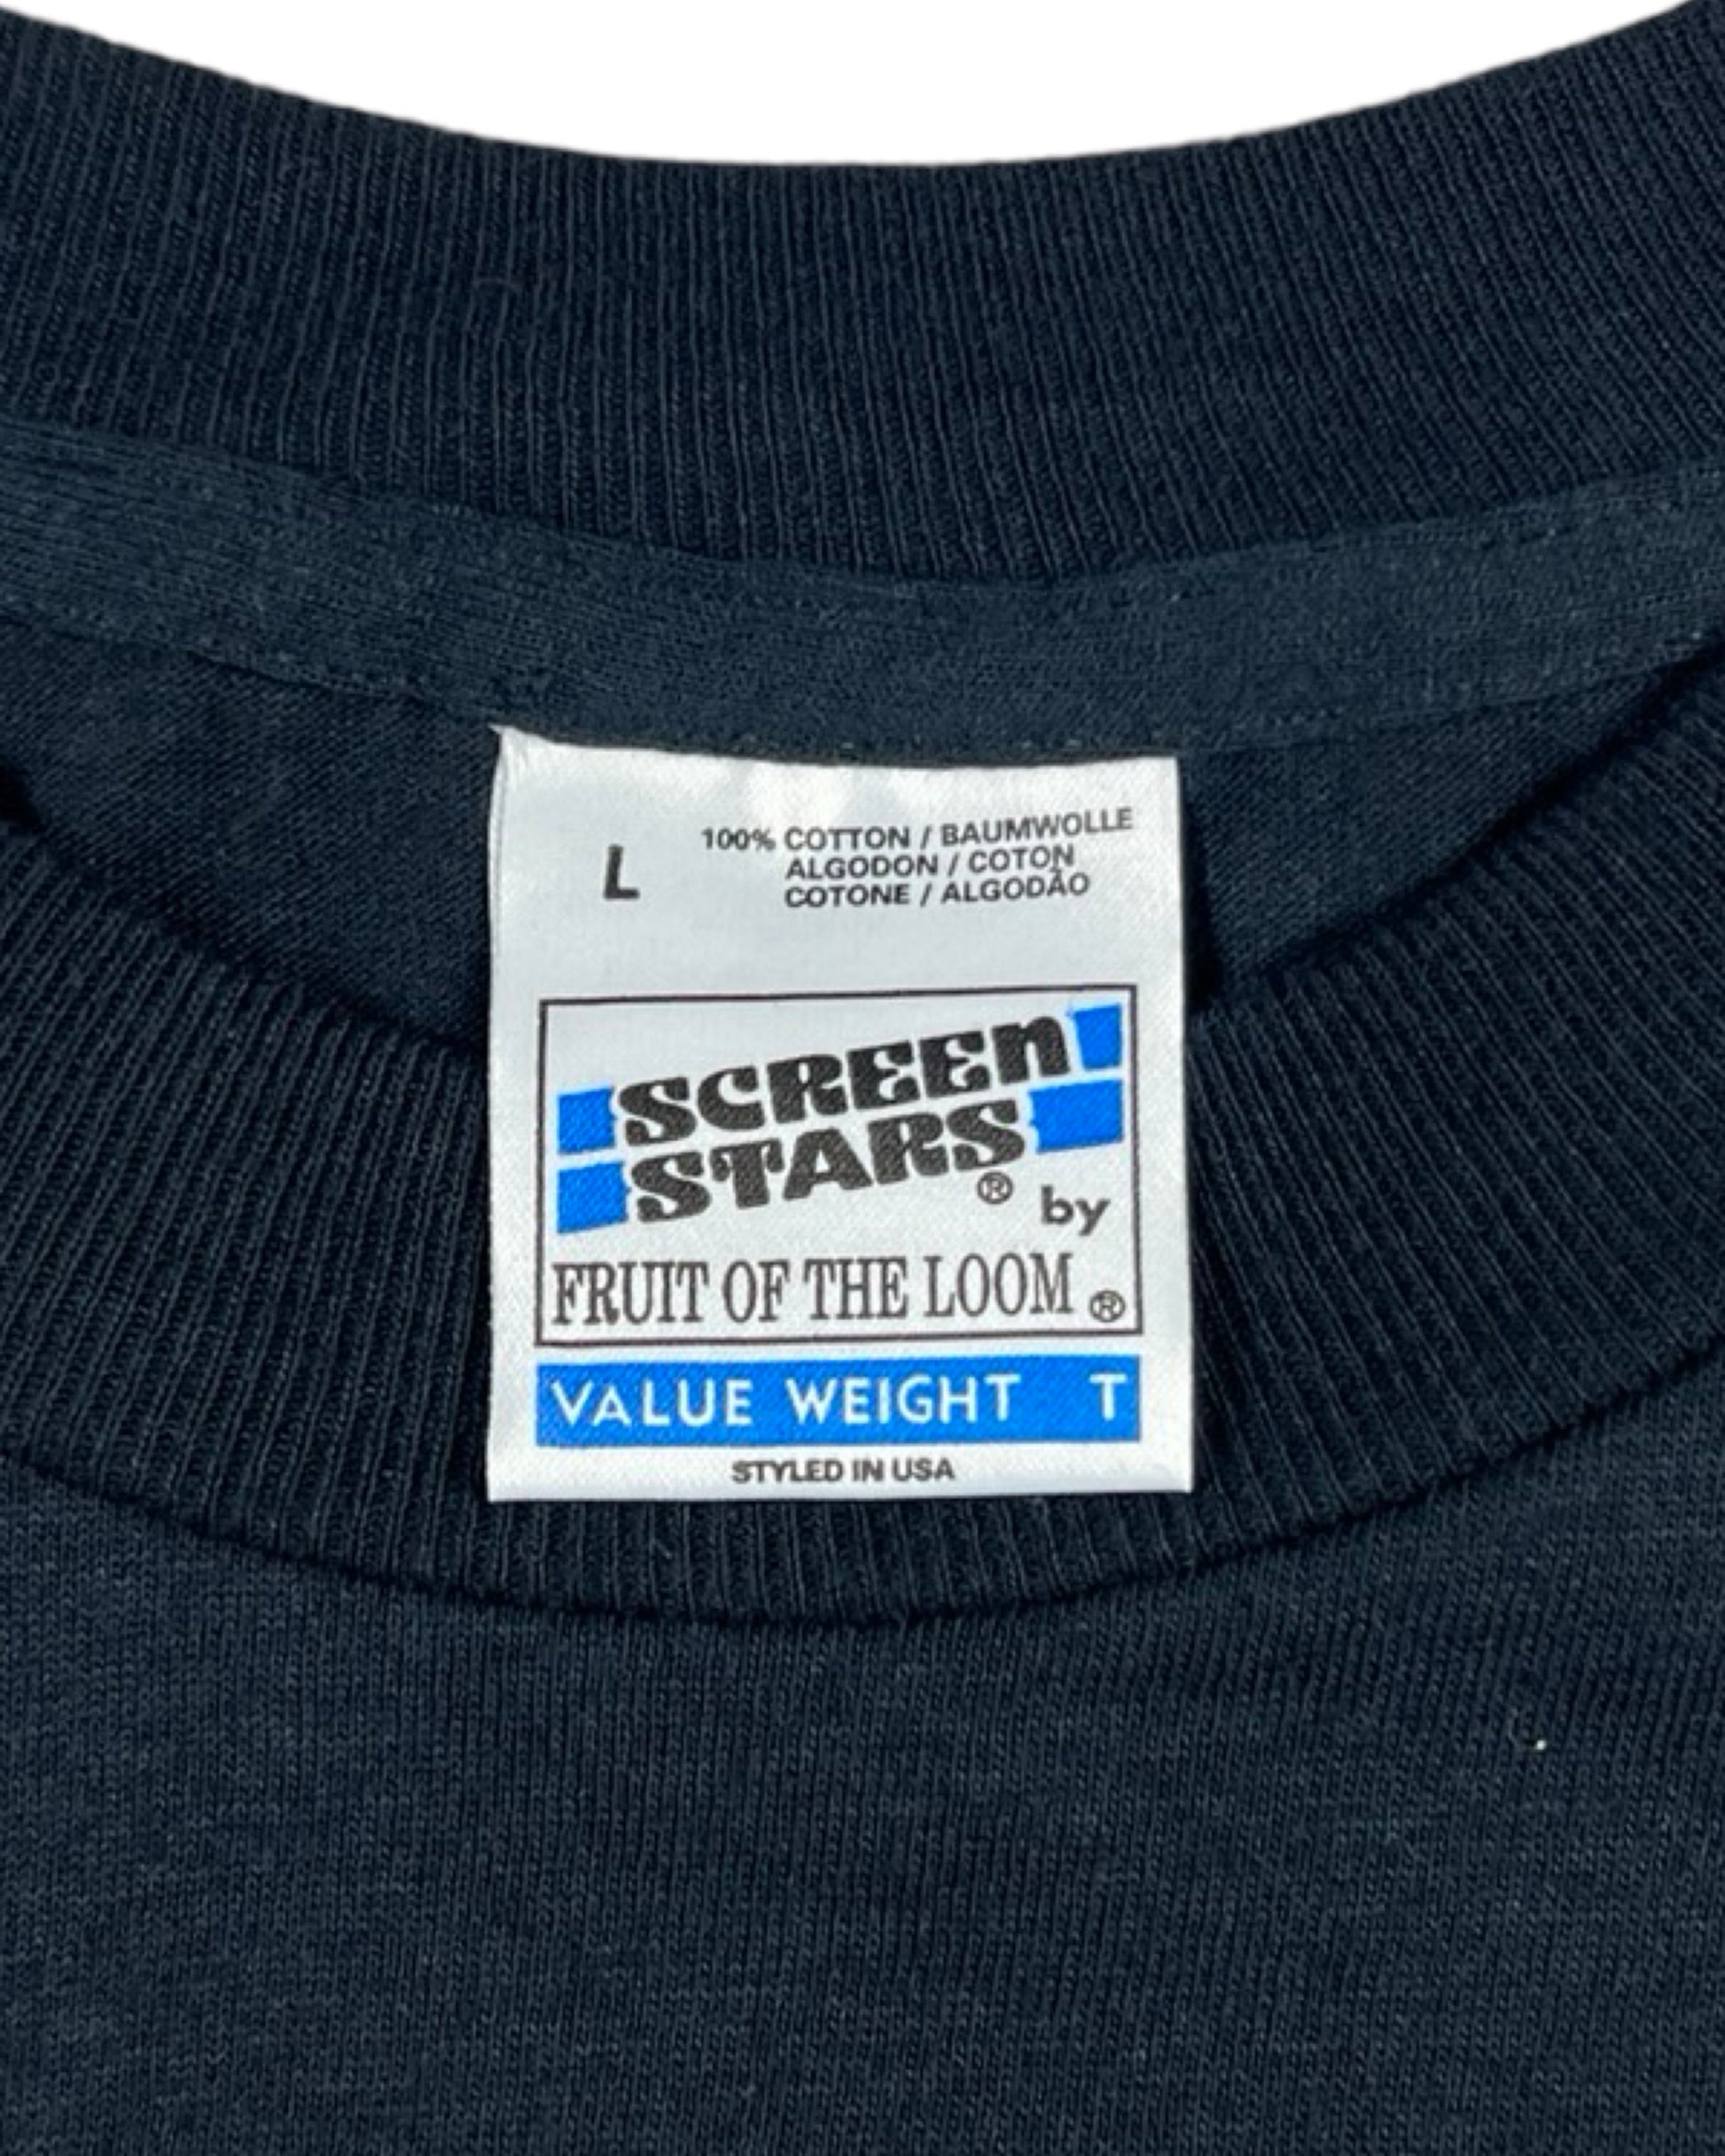 L
100% COTTON / BAUMWOLLE
ALGODON / COTON
COTONE / ALGODÃO
SCREEN
STARS®
by
FRUIT OF THE LOOM®
VALUE WEIGHT T
STYLED IN USA